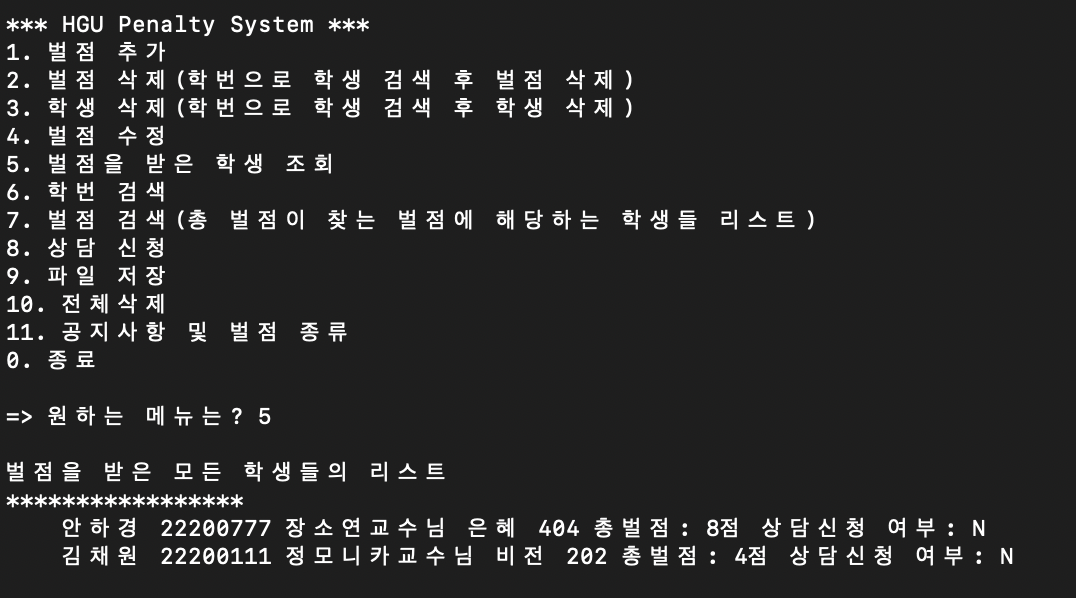 *** HGU Penalty System ***
1. 벌점 추가
2. 벌점 삭제(학번으로 학생 검색 후 벌점 삭제)
3. 학생 삭제(학번으로 학생 검색 후 학생 삭제)
4. 벌점 수정
5. 벌점을 받은 학생 조회
6. 학번 검색
7. 벌점 검색(총 벌점이 찾는 벌점에 해당하는 학생들 리스트)
8. 상담 신청
9. 파일 저장
10. 전체삭제
11. 공지사항 및 벌점 종류
0. 종료
=> 원하는 메뉴는? 5
벌점을 받은 모든 학생들의 리스트
*****************
안하경 22200777 장소연교수님 은혜 404 총벌점: 8점 상담신청 여부: N
김채원 22200111 정모니카교수님 비전 202 총벌점: 4점 상담신청 여부: N